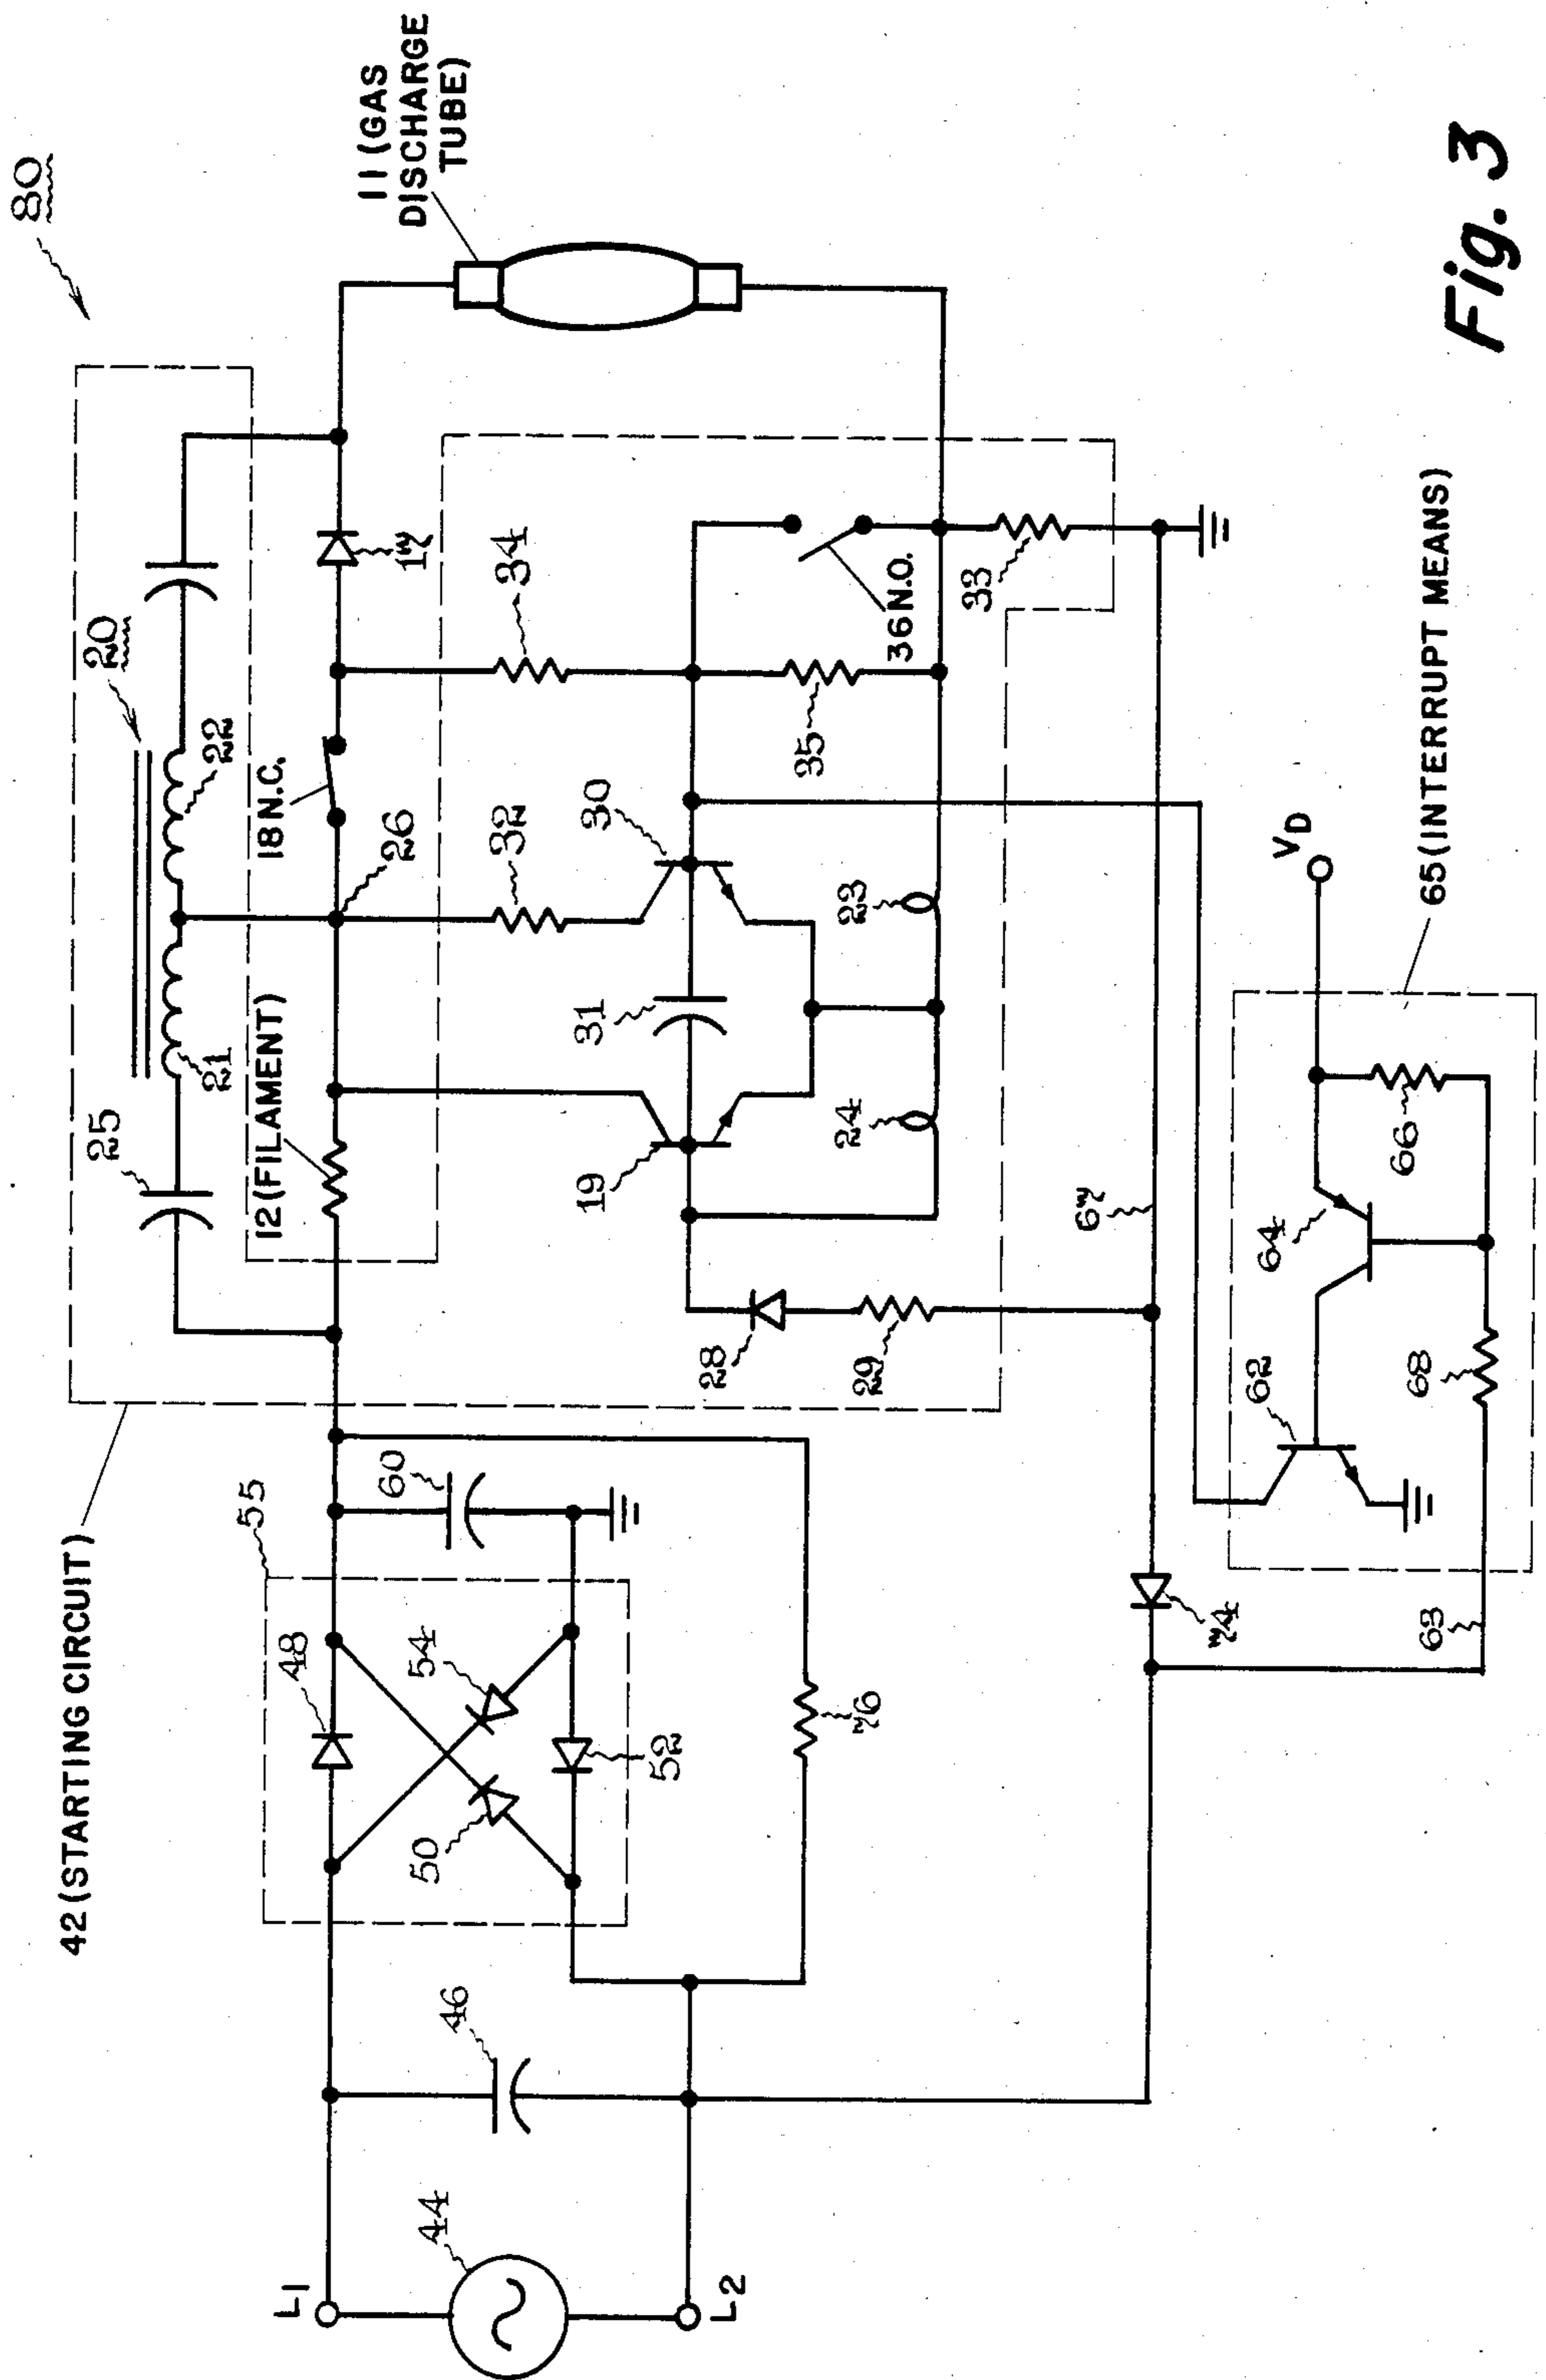 80
42 (STARTING CIRCUIT)
25
21
20
22
12 (FILAMENT)
18 N.C.
26
17
11 (GAS
DISCHARGE
TUBE)
L1
44
46
48
55
60
50
54
52
19
31
32
30
34
L2
76
28
29
24
23
35
36 N.O.
33
67
74
63
62
64
68
66
VD
65 (INTERRUPT MEANS)
Fig. 3